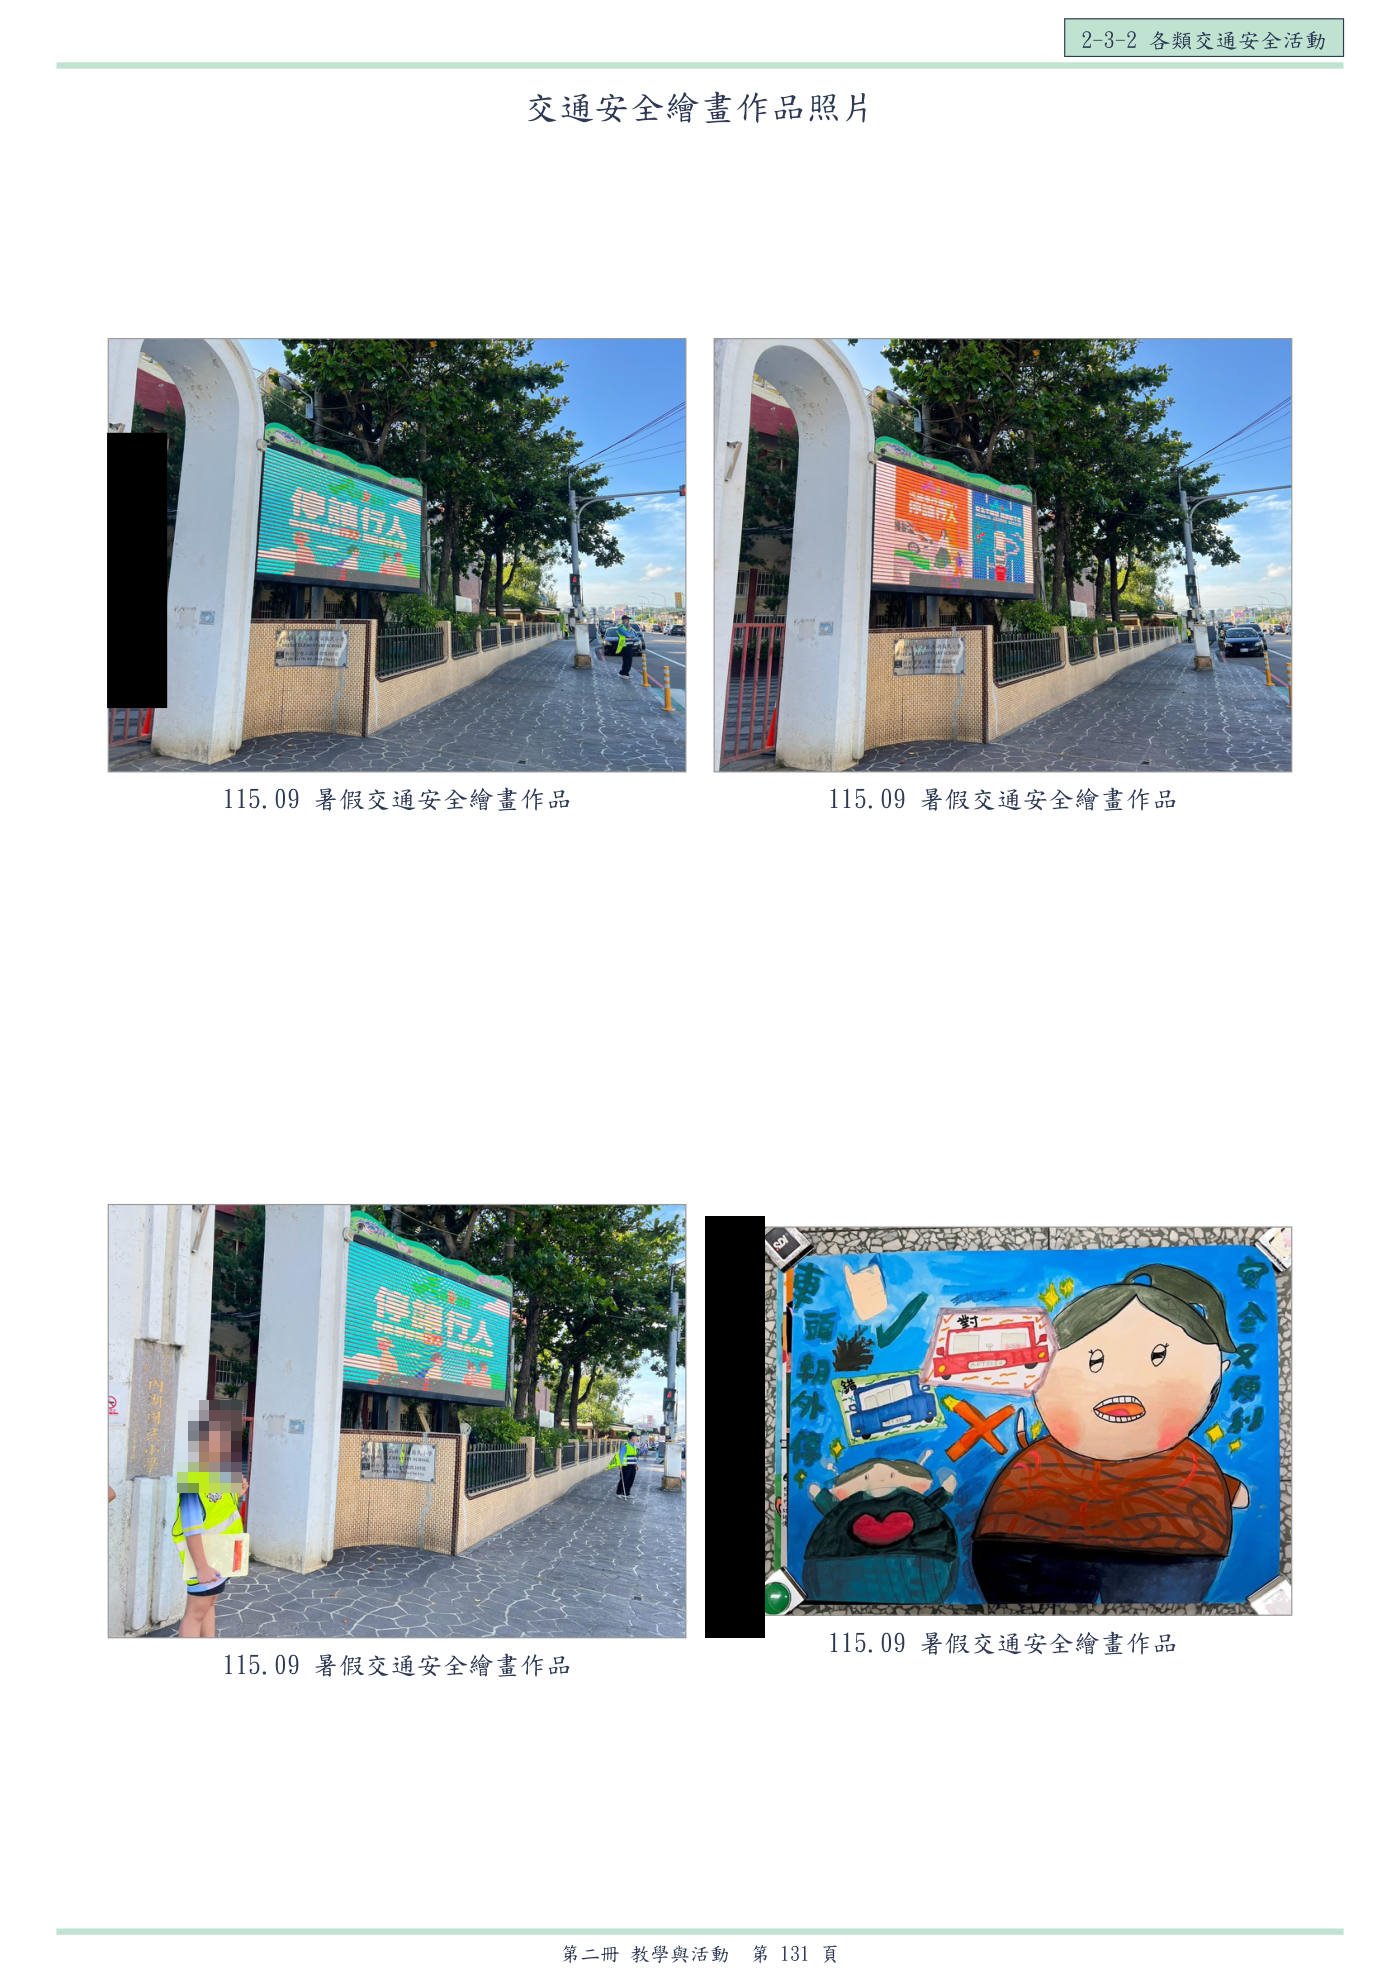 2-3-2 各類交通安全活動
交通安全繪畫作品照片
停讓行人
停讓行人
115.09 暑假交通安全繪畫作品
115.09 暑假交通安全繪畫作品
停讓行人
SDI
車頭朝外停
安全又便利
對
錯
115.09 暑假交通安全繪畫作品
115.09 暑假交通安全繪畫作品
第二冊 教學與活動 第 131 頁